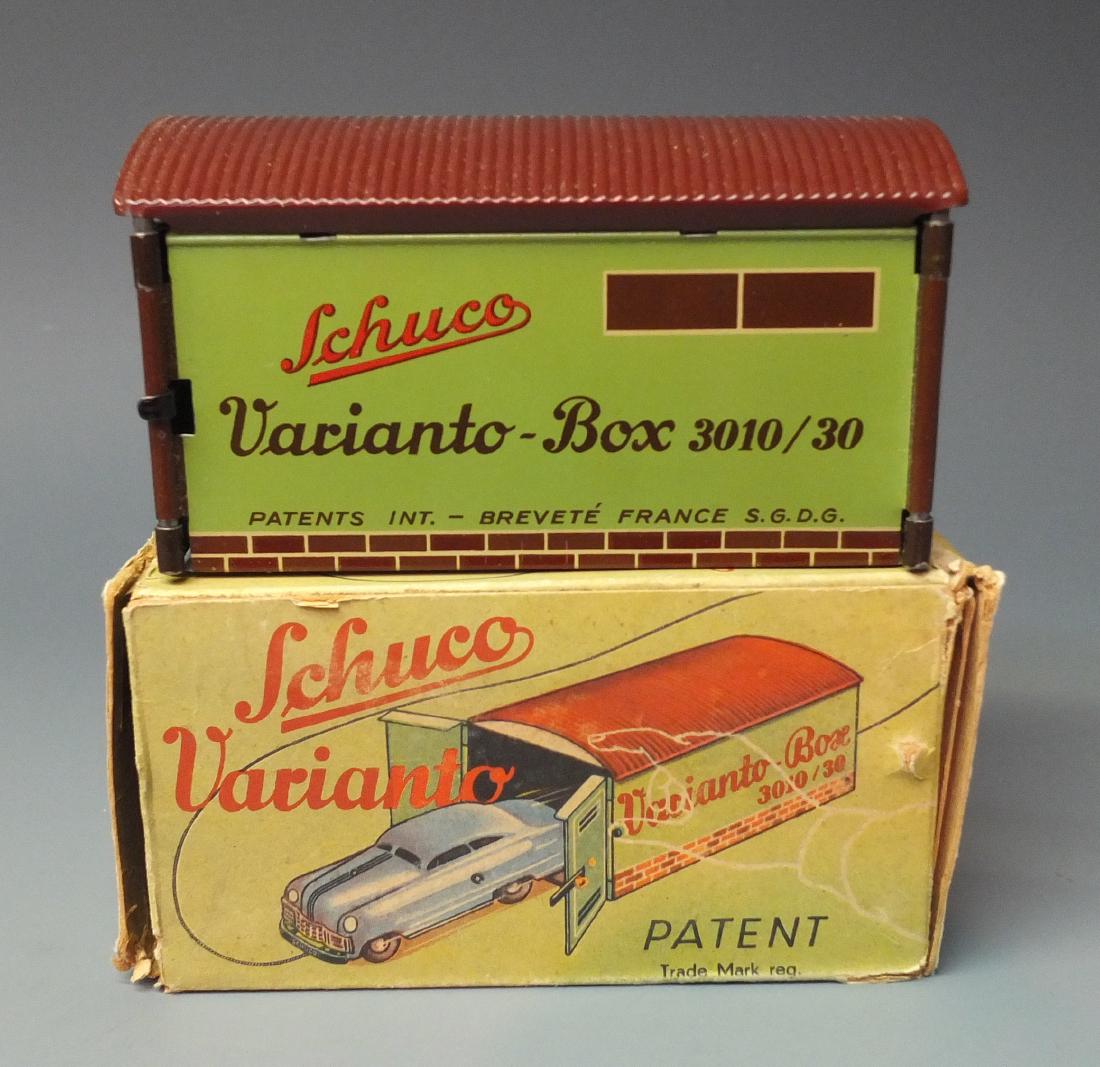 Schuco
Varianto-Box 3010/30
PATENTS INT. – BREVETÉ FRANCE S.G.D.G.
Schuco
Varianto
Varianto-Box
3010/30
PATENT
Trade Mark reg.